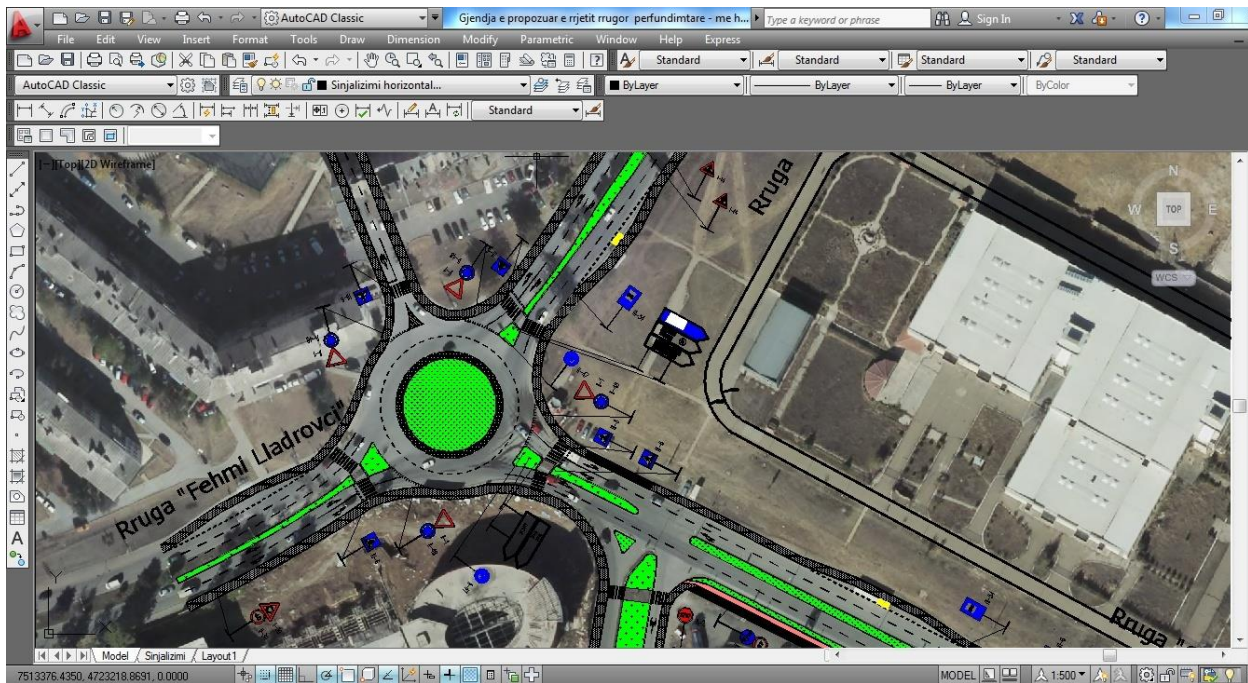 AutoCAD Classic
Gjendja e propozuar e rrjetit rrugor perfundimtare - me h...
Type a keyword or phrase
Sign In
File Edit View Insert Format Tools Draw Dimension Modify Parametric Window Help Express
Standard Standard Standard Standard
AutoCAD Classic Sinjalizimi horizontal... ByLayer ByLayer ByLayer ByColor
Standard
[-][Top][2D Wireframe]
N
W TOP E
S
WCS
Rruga
Rruga "Fehmi Lladrovci"
Rruga "
Y
Model Sinjalizimi Layout1
7513376.4350, 4723218.8691, 0.0000
MODEL 1:500